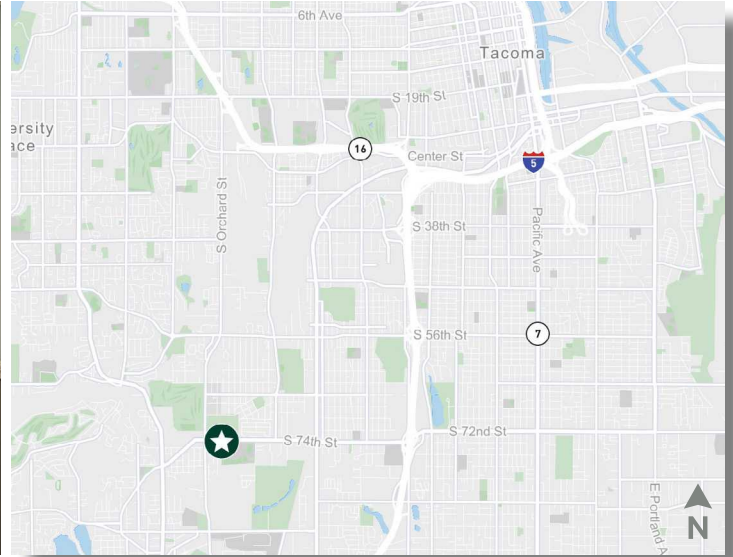 6th Ave
Tacoma
S 19th St
ersity
ace
16
Center St
5
S Orchard St
Pacific Ave
S 38th St
S 56th St
7
S 74th St
S 72nd St
E Portland A
N